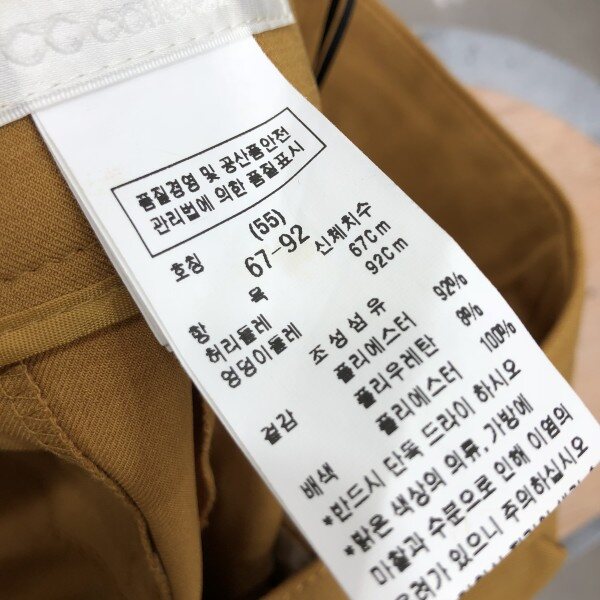 품질경영 및 공산품안전
관리법에 의한 품질표시
(55)
호칭 67-92
항 목 신체치수
허리둘레 67Cm
엉덩이둘레 92Cm
조성섬유
겉감 폴리에스터 92%
폴리우레탄 8%
배색 폴리에스터 100%
*반드시 단독 드라이 하시오
*밝은 색상의 의류, 가방에
마찰과 수분으로 인해 이염의
우려가 있으니 주의하십시오